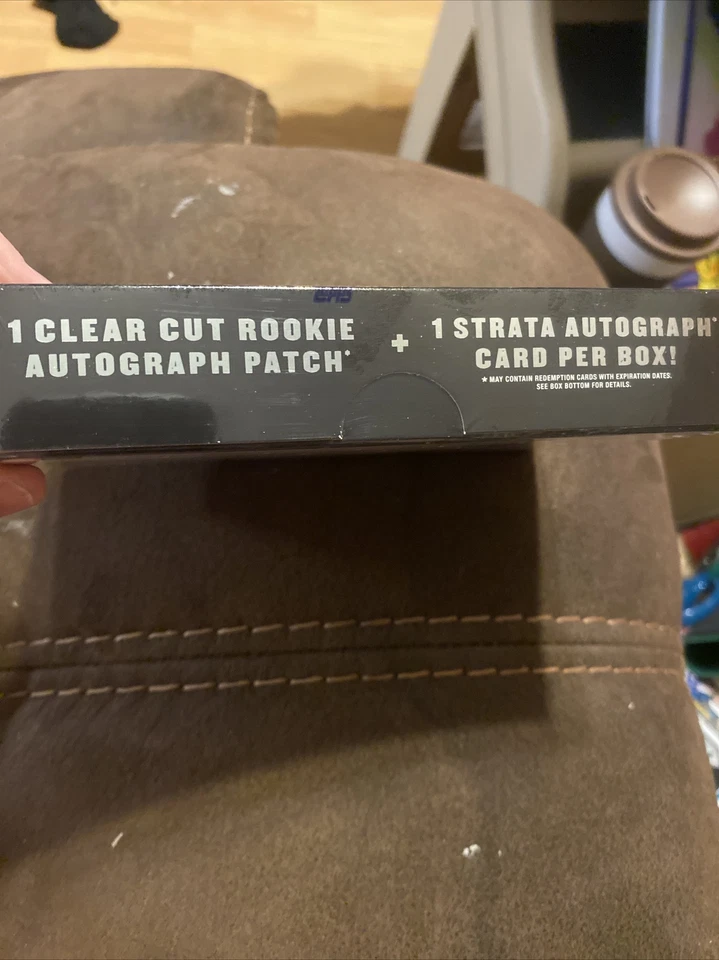 1 CLEAR CUT ROOKIE
AUTOGRAPH PATCH*
+
1 STRATA AUTOGRAPH*
CARD PER BOX!
* MAY CONTAIN REDEMPTION CARDS WITH EXPIRATION DATES.
SEE BOX BOTTOM FOR DETAILS.